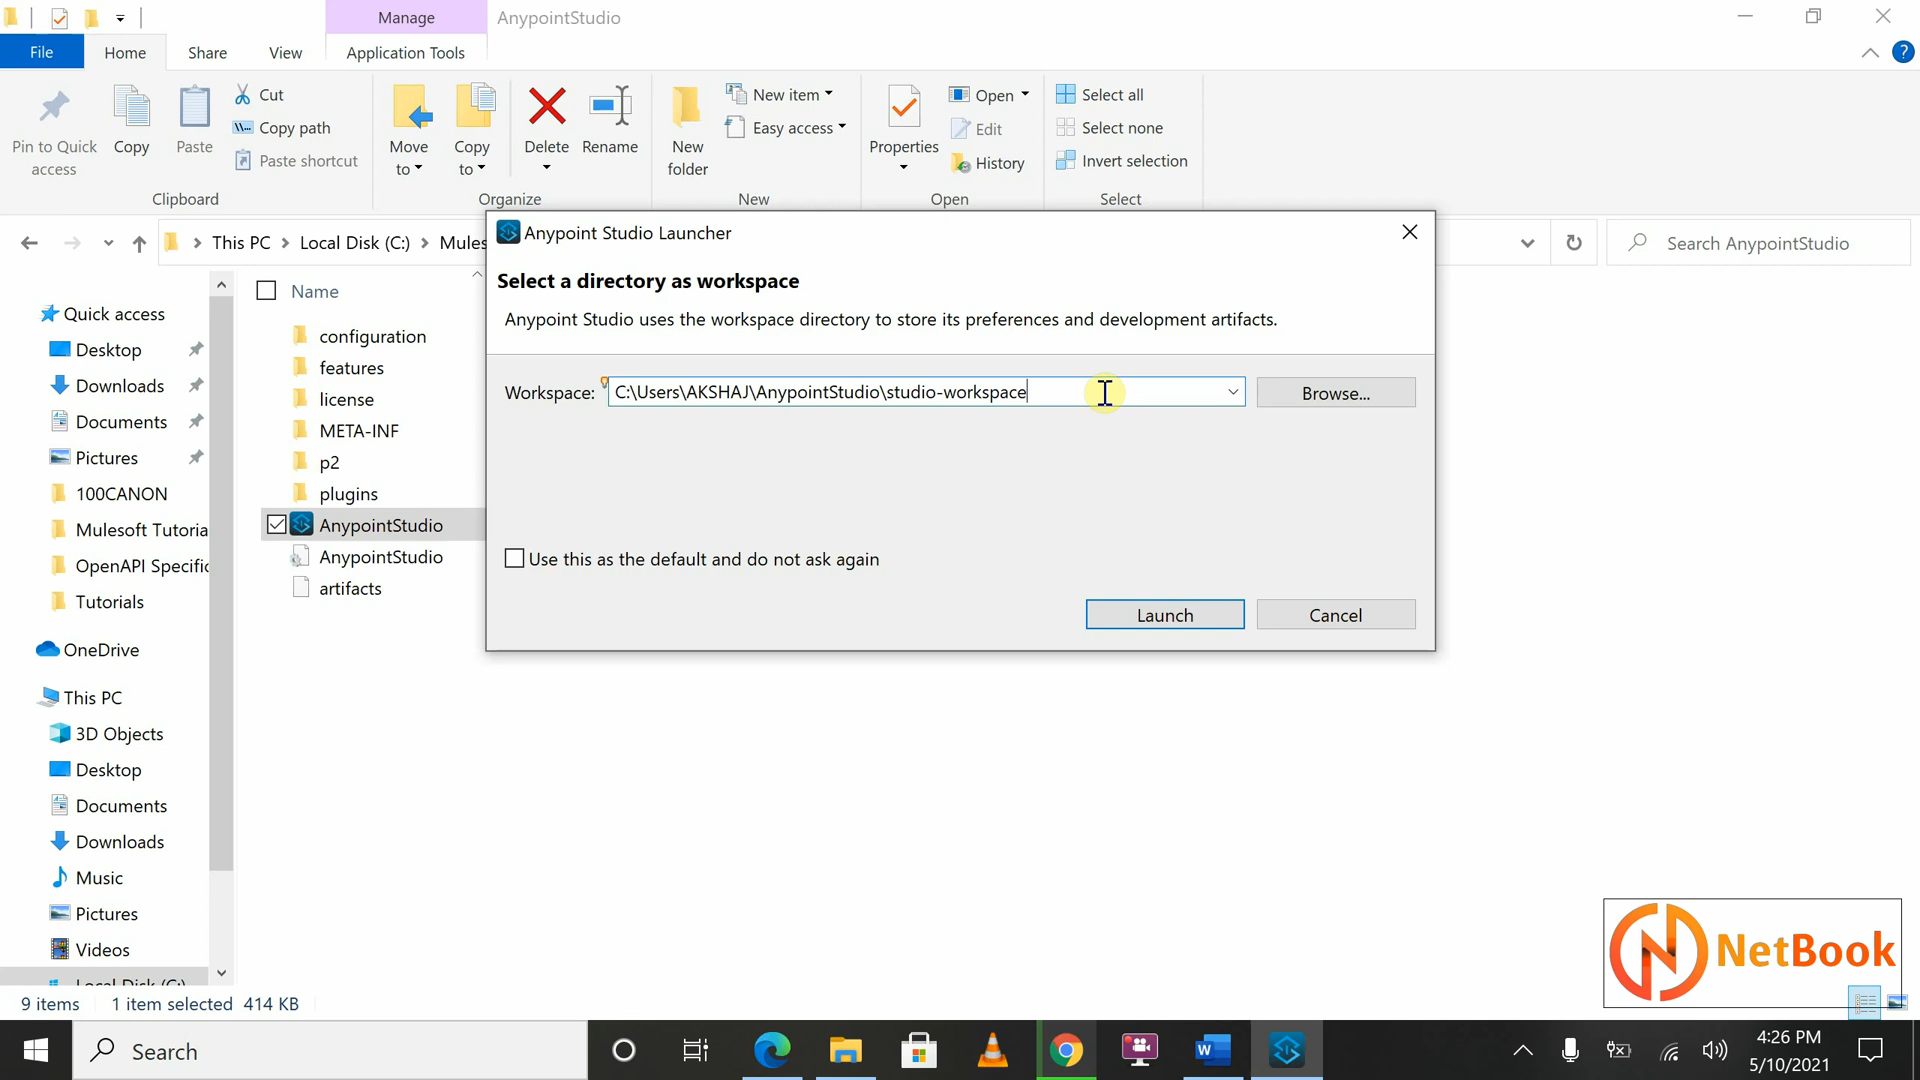 Manage
AnypointStudio
File
Home
Share
View
Application Tools
Pin to Quick
access
Copy
Paste
Cut
Copy path
Paste shortcut
Clipboard
Move
to
Copy
to
Delete
Rename
Organize
New
folder
New item
Easy access
New
Properties
Open
Edit
History
Open
Select all
Select none
Invert selection
Select
This PC
Local Disk (C:)
Mules
Search AnypointStudio
Quick access
Desktop
Downloads
Documents
Pictures
100CANON
Mulesoft Tutoria
OpenAPI Specific
Tutorials
OneDrive
This PC
3D Objects
Desktop
Documents
Downloads
Music
Pictures
Videos
Local Disk (C:)
Name
configuration
features
license
META-INF
p2
plugins
AnypointStudio
AnypointStudio
artifacts
Anypoint Studio Launcher
Select a directory as workspace
Anypoint Studio uses the workspace directory to store its preferences and development artifacts.
Workspace:
C:\Users\AKSHAJ\AnypointStudio\studio-workspace
Browse...
Use this as the default and do not ask again
Launch
Cancel
NetBook
9 items
1 item selected 414 KB
Search
4:26 PM
5/10/2021